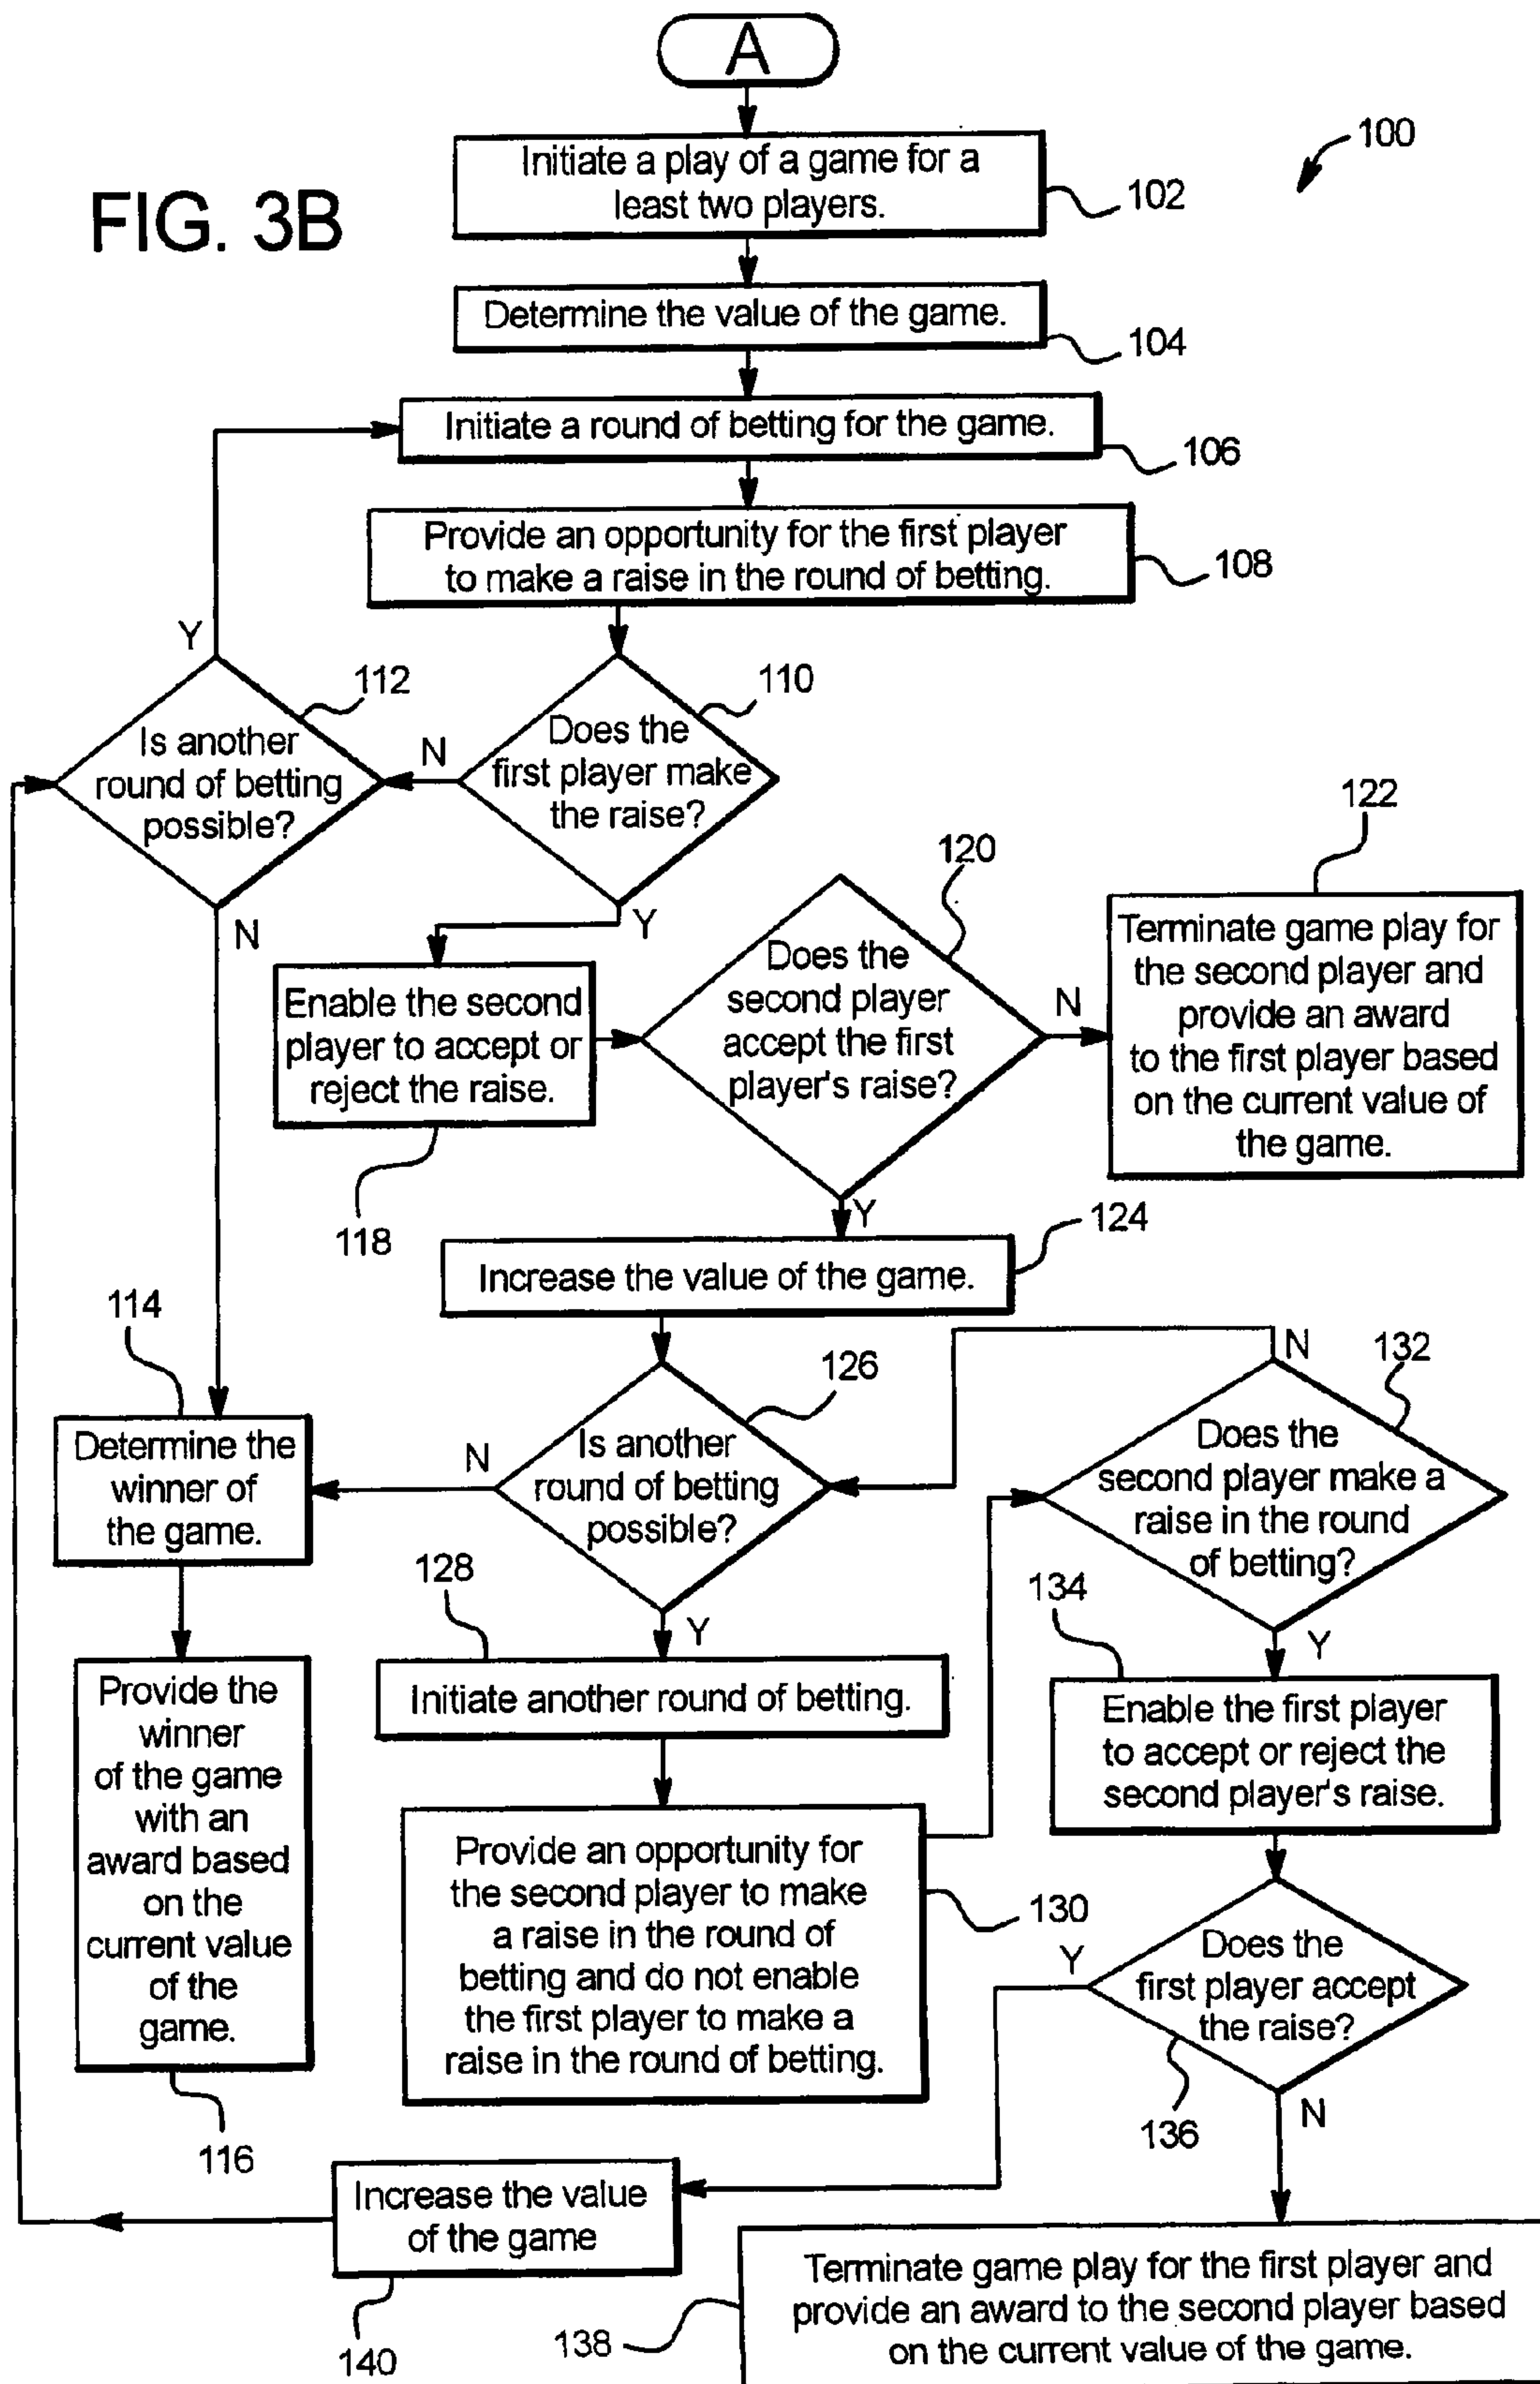 A
100
Initiate a play of a game for a
least two players.
102
FIG. 3B
Determine the value of the game.
104
Initiate a round of betting for the game.
106
Provide an opportunity for the first player
to make a raise in the round of betting.
108
Y
112
Is another
round of betting
possible?
N
N
110
Does the
first player make
the raise?
Y
Enable the second
player to accept or
reject the raise.
118
120
Does the
second player
accept the first
player's raise?
N
Y
122
Terminate game play for
the second player and
provide an award
to the first player based
on the current value of
the game.
124
Increase the value of the game.
114
Determine the
winner of
the game.
N
126
Is another
round of betting
possible?
Y
N
132
Does the
second player make a
raise in the round
of betting?
Y
128
Initiate another round of betting.
134
Enable the first player
to accept or reject the
second player's raise.
Provide the
winner
of the game
with an
award based
on the
current value
of the
game.
116
Provide an opportunity for
the second player to make
a raise in the round of
betting and do not enable
the first player to make a
raise in the round of betting.
130
Y
Does the
first player accept
the raise?
136
N
Increase the value
of the game
140
Terminate game play for the first player and
provide an award to the second player based
on the current value of the game.
138